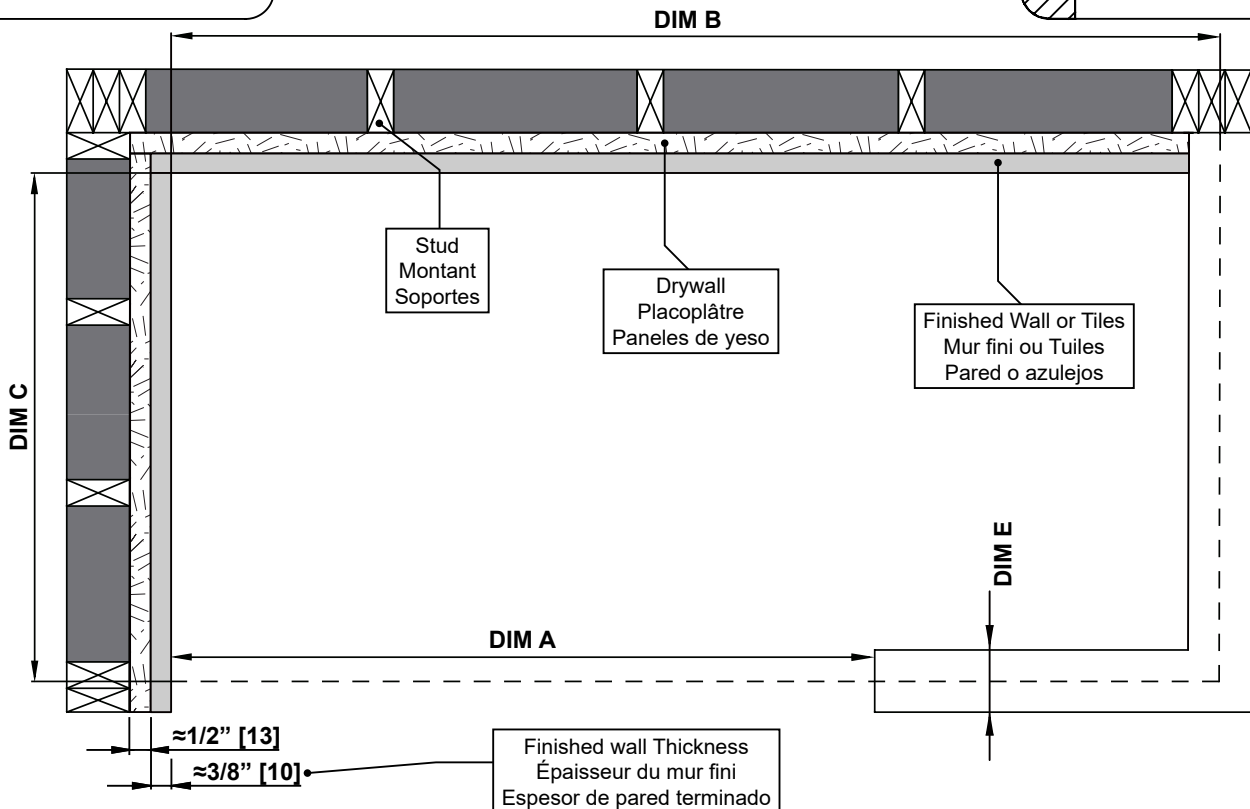 DIM B
Stud
Montant
Soportes
Drywall
Placoplâtre
Paneles de yeso
Finished Wall or Tiles
Mur fini ou Tuiles
Pared o azulejos
DIM C
DIM E
DIM A
≈1/2” [13]
≈3/8” [10]
Finished wall Thickness
Épaisseur du mur fini
Espesor de pared terminado